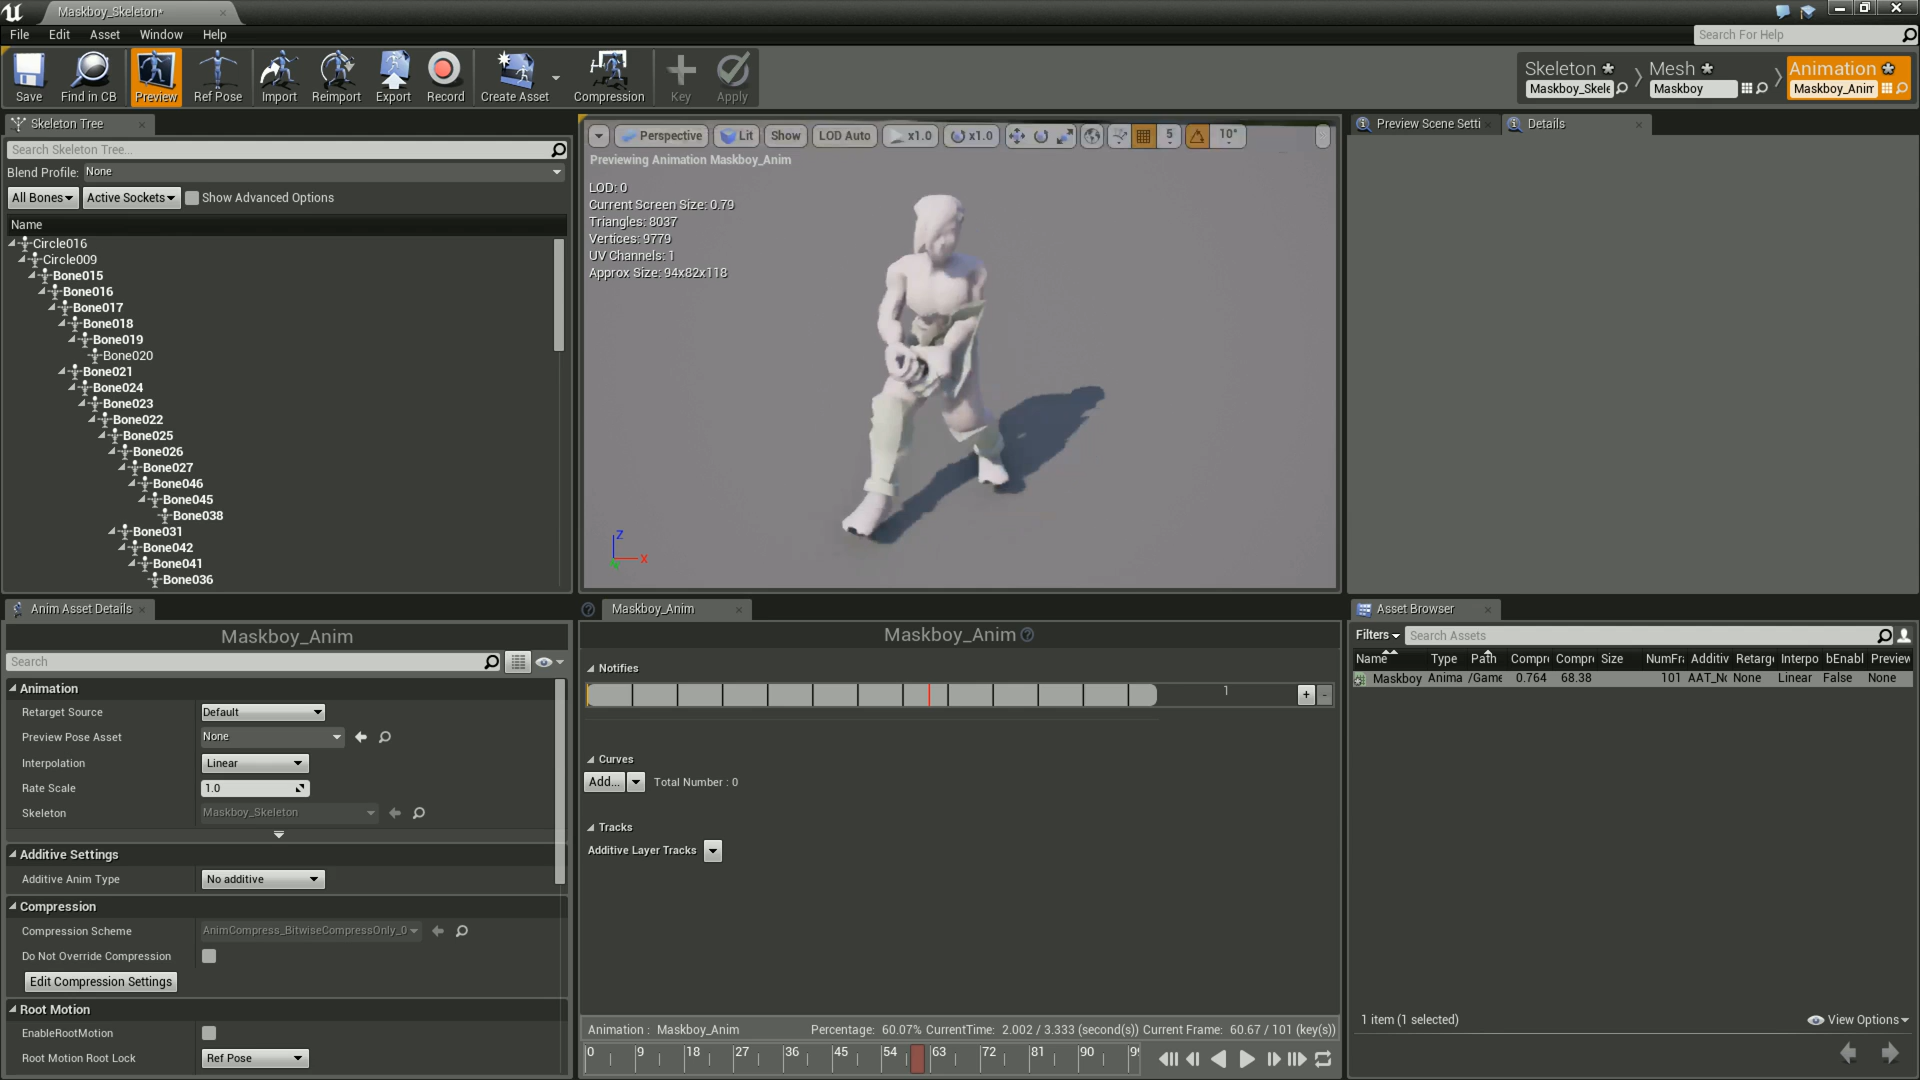 Maskboy_Skeleton*
File Edit Asset Window Help
Search For Help
Save Find in CB Preview Ref Pose Import Reimport Export Record Create Asset Compression Key Apply
Skeleton Mesh Animation
Maskboy_Skele Maskboy Maskboy_Anim
Skeleton Tree
Search Skeleton Tree...
Blend Profile: None
All Bones Active Sockets Show Advanced Options
Name
Circle016
Circle009
Bone015
Bone016
Bone017
Bone018
Bone019
Bone020
Bone021
Bone024
Bone023
Bone022
Bone025
Bone026
Bone027
Bone046
Bone045
Bone038
Bone031
Bone042
Bone041
Bone036
Perspective Lit Show LOD Auto x1.0 x1.0 5 10°
Previewing Animation Maskboy_Anim
LOD: 0
Current Screen Size: 0.79
Triangles: 8037
Vertices: 9779
UV Channels: 1
Approx Size: 94x82x118
Z
X
Preview Scene Setti Details
Anim Asset Details
Maskboy_Anim
Search
Animation
Retarget Source Default
Preview Pose Asset None
Interpolation Linear
Rate Scale 1.0
Skeleton Maskboy_Skeleton
Additive Settings
Additive Anim Type No additive
Compression
Compression Scheme AnimCompress_BitwiseCompressOnly_0
Do Not Override Compression
Edit Compression Settings
Root Motion
EnableRootMotion
Root Motion Root Lock Ref Pose
Maskboy_Anim
Maskboy_Anim
Notifies
1 + -
Curves
Add... Total Number : 0
Tracks
Additive Layer Tracks
Animation : Maskboy_Anim Percentage: 60.07% CurrentTime: 2.002 / 3.333 (second(s)) Current Frame: 60.67 / 101 (key(s))
0 9 18 27 36 45 54 63 72 81 90
Asset Browser
Filters Search Assets
Name Type Path Compr Compr Size NumFr Additiv Retarg Interpo bEnabl Preview
Maskboy Anima /Game 0.764 68.38 101 AAT_N None Linear False None
1 item (1 selected)
View Options